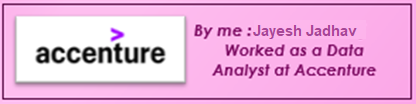 accenture
By me :Jayesh Jadhav
Worked as a Data
Analyst at Accenture